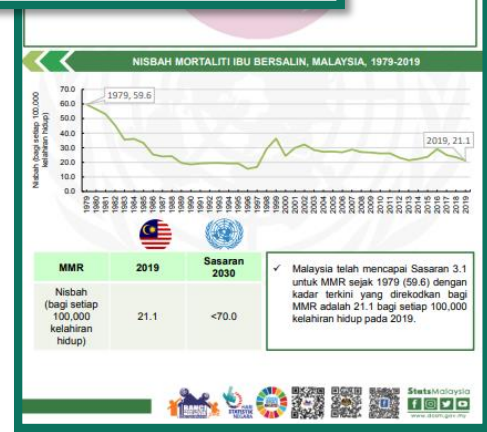 NISBAH MORTALITI IBU BERSALIN, MALAYSIA, 1979-2019
Nisbah (bagi setiap 100,000
kelahiran hidup)
70.0
60.0
50.0
40.0
30.0
20.0
10.0
0.0
1979, 59.6
2019, 21.1
1979
1980
1981
1982
1983
1984
1985
1986
1987
1988
1989
1990
1991
1992
1993
1994
1995
1996
1997
1998
1999
2000
2001
2002
2003
2004
2005
2006
2007
2008
2009
2010
2011
2012
2013
2014
2015
2016
2017
2018
2019
MMR 2019 Sasaran
2030
Nisbah
(bagi setiap
100,000
kelahiran
hidup)
21.1 <70.0
✓ Malaysia telah mencapai Sasaran 3.1
untuk MMR sejak 1979 (59.6) dengan
kadar terkini yang direkodkan bagi
MMR adalah 21.1 bagi setiap 100,000
kelahiran hidup pada 2019.
BANCI
HARI
STATISTIK
NEGARA
StatsMalaysia
www.dosm.gov.my